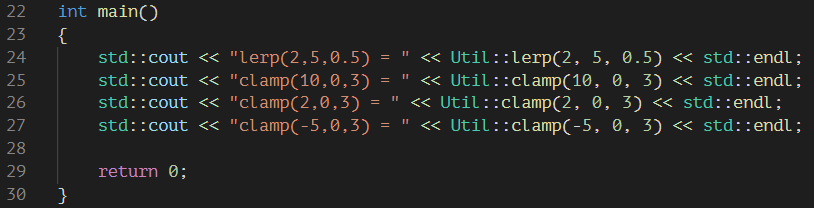 22 int main()
23 {
24     std::cout << "lerp(2,5,0.5) = " << Util::lerp(2, 5, 0.5) << std::endl;
25     std::cout << "clamp(10,0,3) = " << Util::clamp(10, 0, 3) << std::endl;
26     std::cout << "clamp(2,0,3) = " << Util::clamp(2, 0, 3) << std::endl;
27     std::cout << "clamp(-5,0,3) = " << Util::clamp(-5, 0, 3) << std::endl;
28
29     return 0;
30 }